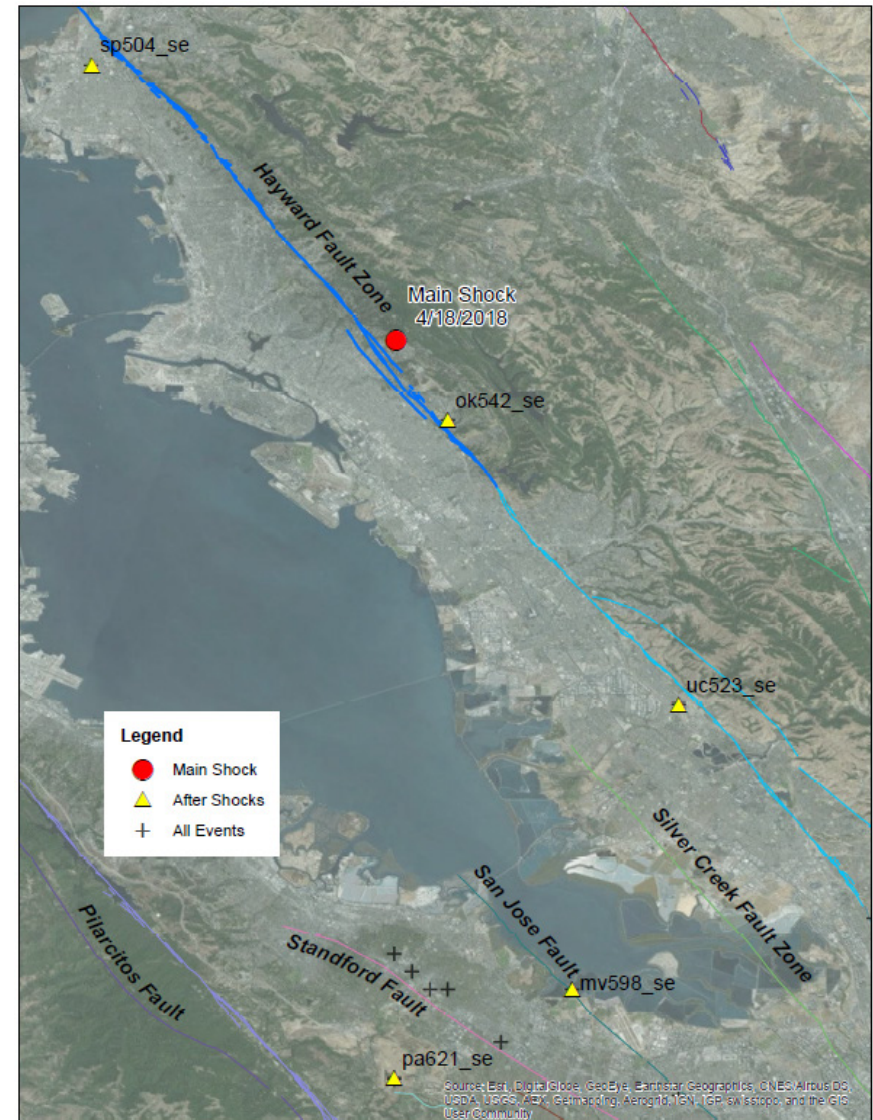 sp504_se
Hayward Fault Zone
Main Shock
4/18/2018
ok542_se
uc523_se
Legend
Main Shock
After Shocks
All Events
Silver Creek Fault Zone
San Jose Fault
Pilarcitos Fault
Standford Fault
mv598_se
pa621_se
Source: Esri, DigitalGlobe, GeoEye, Earthstar Geographics, CNES/Airbus DS,
USDA, USGS, AEX, Getmapping, Aerogrid, IGN, IGP, swisstopo, and the GIS
User Community